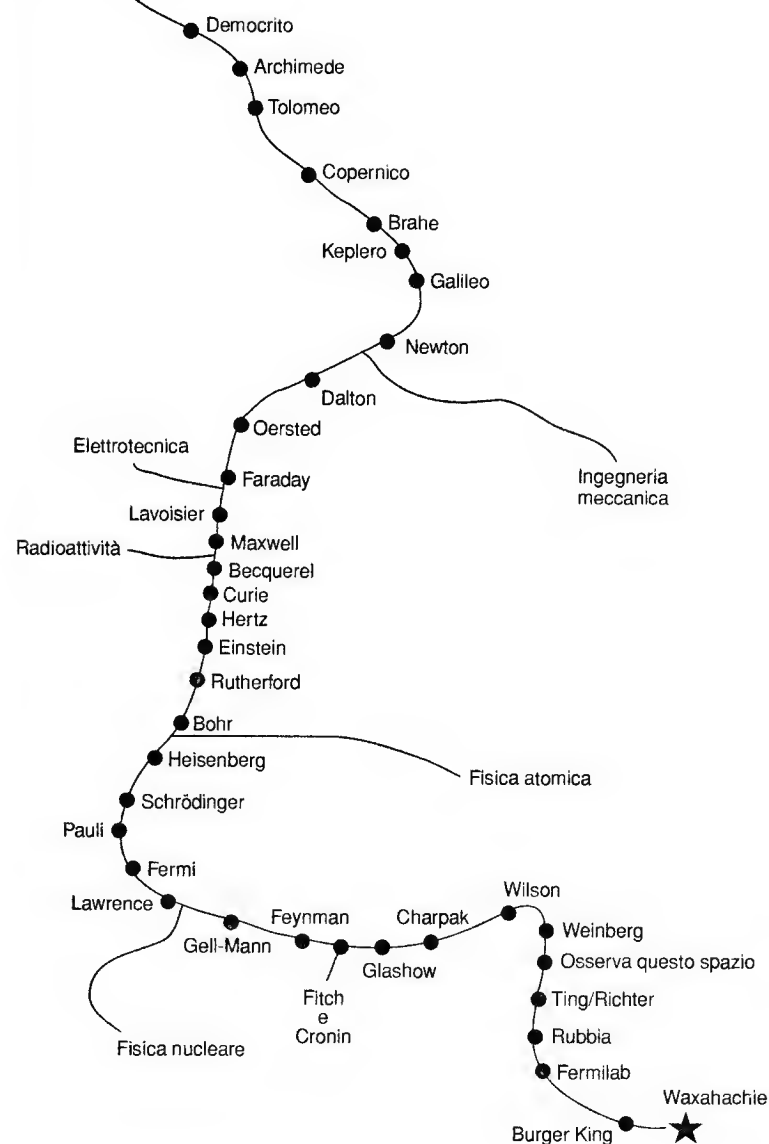 Democrito
Archimede
Tolomeo
Copernico
Brahe
Keplero
Galileo
Newton
Dalton
Oersted
Elettrotecnica
Faraday
Ingegneria
meccanica
Lavoisier
Maxwell
Radioattività
Becquerel
Curie
Hertz
Einstein
Rutherford
Bohr
Heisenberg
Fisica atomica
Schrödinger
Pauli
Fermi
Lawrence
Fisica nucleare
Gell-Mann
Feynman
Fitch
e
Cronin
Glashow
Charpak
Wilson
Weinberg
Osserva questo spazio
Ting/Richter
Rubbia
Fermilab
Burger King
Waxahachie